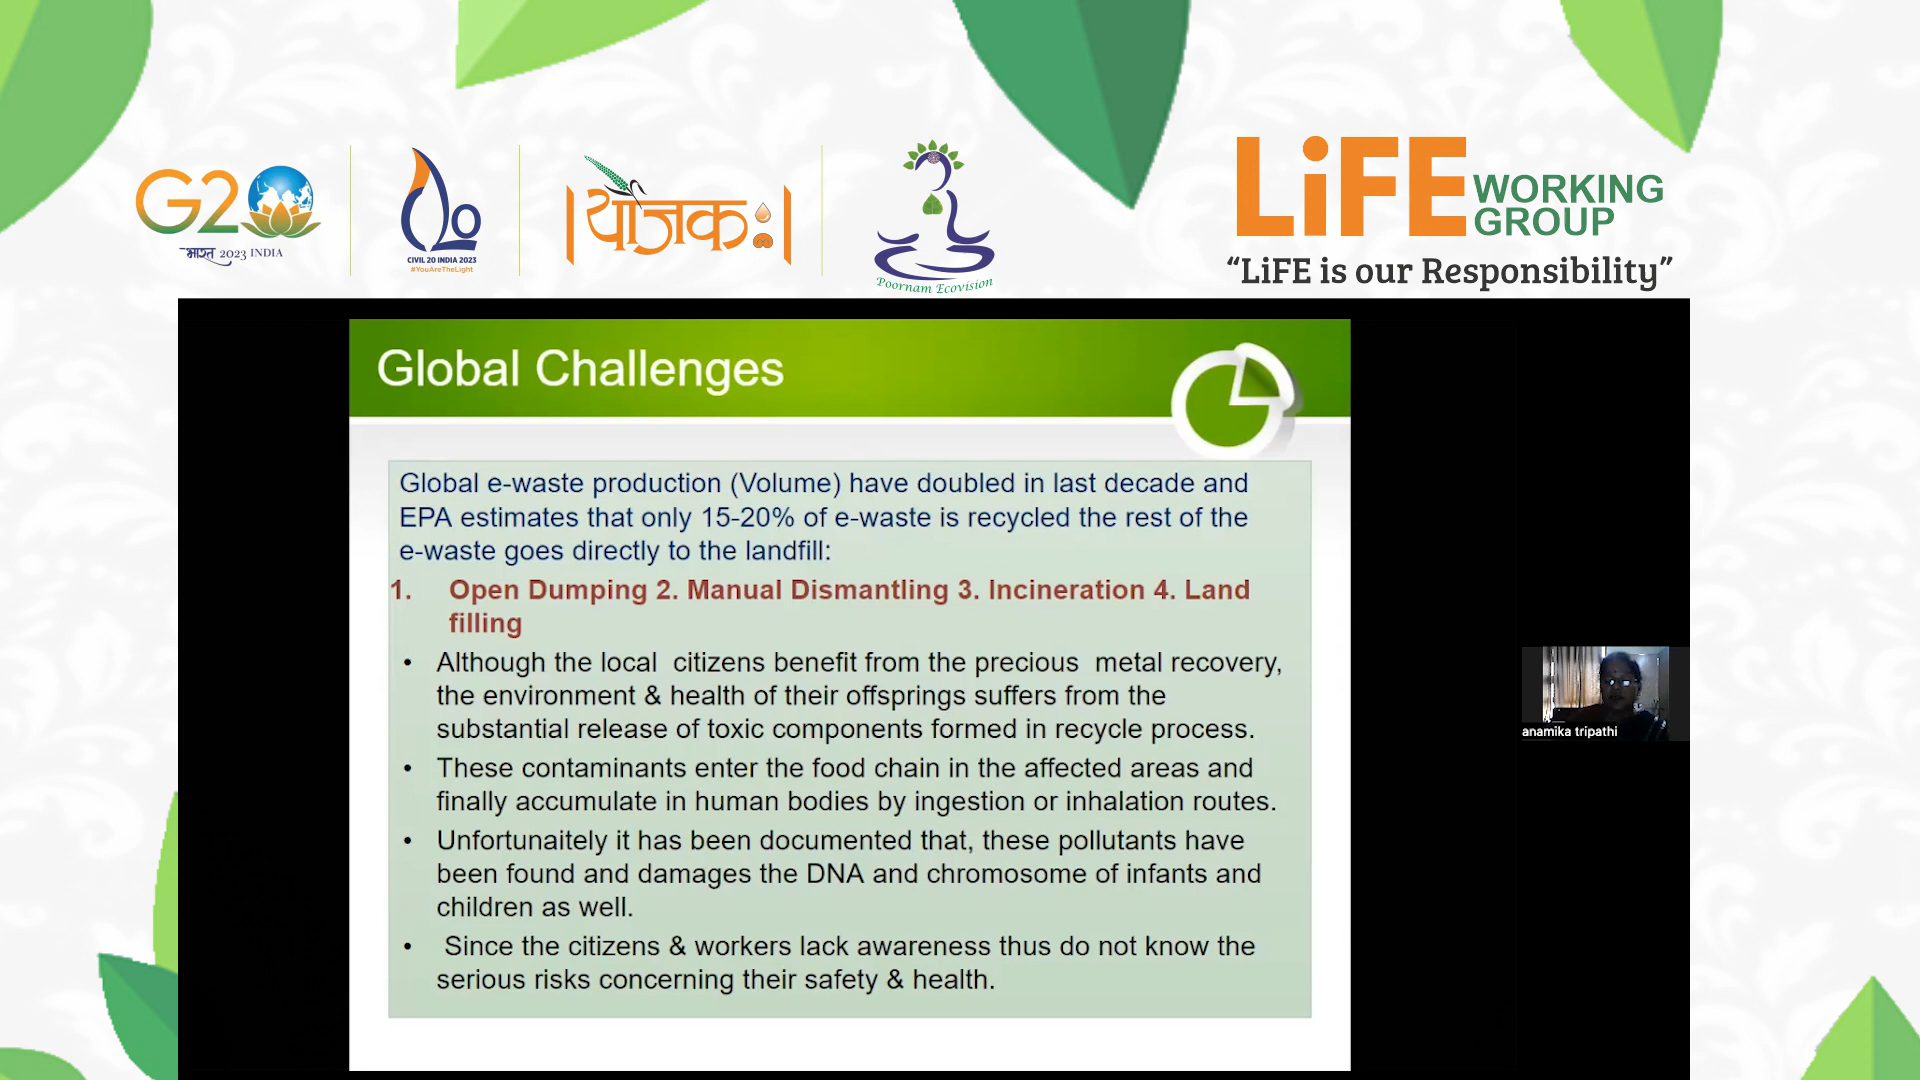 G20
भारत 2023 INDIA
C20
CIVIL 20 INDIA 2023
#YouAreTheLight
योजकः
Poornam Ecovision
LiFE WORKING GROUP
“LiFE is our Responsibility”
Global Challenges
Global e-waste production (Volume) have doubled in last decade and
EPA estimates that only 15-20% of e-waste is recycled the rest of the
e-waste goes directly to the landfill:
1. Open Dumping 2. Manual Dismantling 3. Incineration 4. Land
filling
• Although the local citizens benefit from the precious metal recovery,
the environment & health of their offsprings suffers from the
substantial release of toxic components formed in recycle process.
• These contaminants enter the food chain in the affected areas and
finally accumulate in human bodies by ingestion or inhalation routes.
• Unfortunaitely it has been documented that, these pollutants have
been found and damages the DNA and chromosome of infants and
children as well.
• Since the citizens & workers lack awareness thus do not know the
serious risks concerning their safety & health.
anamika tripathi